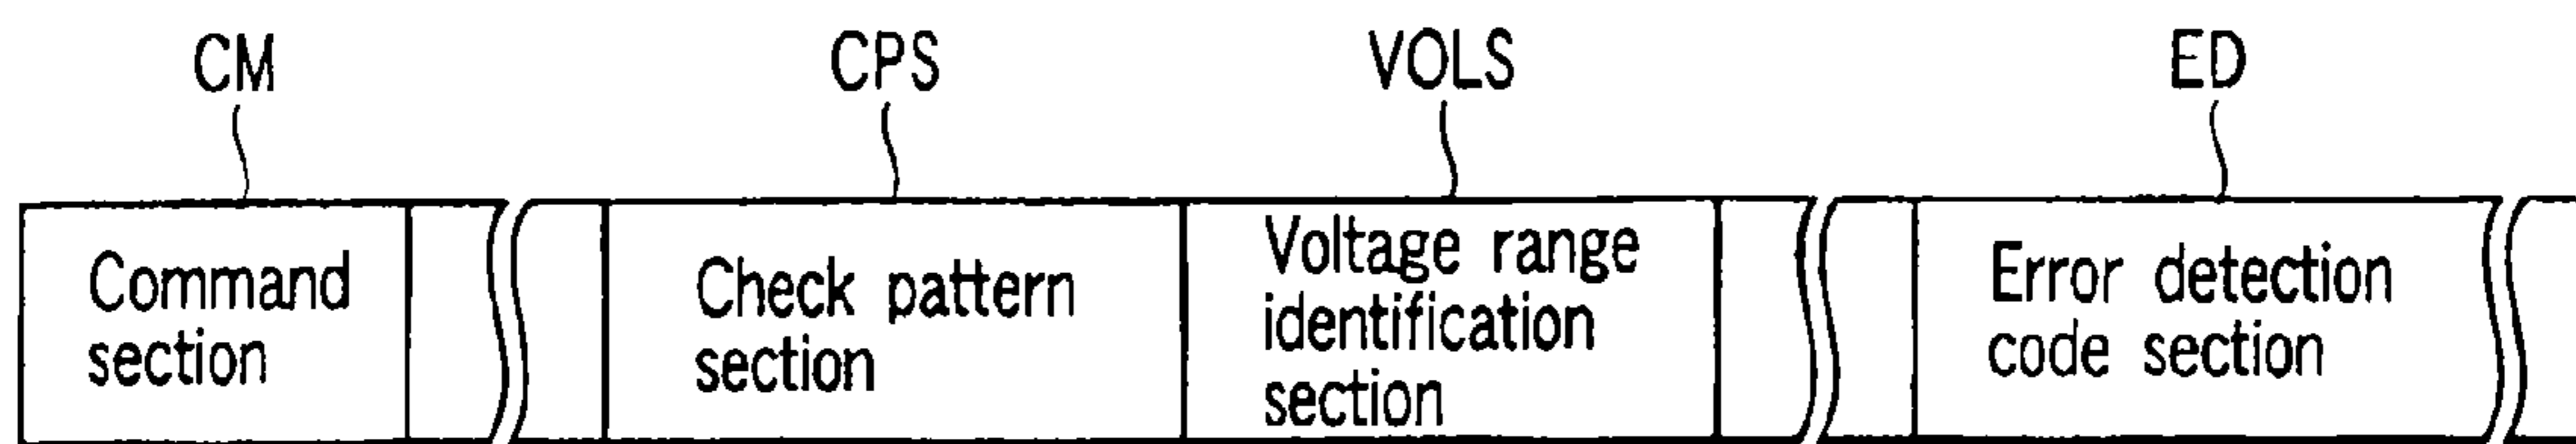 CM CPS VOLS ED
Command
section
Check pattern
section
Voltage range
identification
section
Error detection
code section